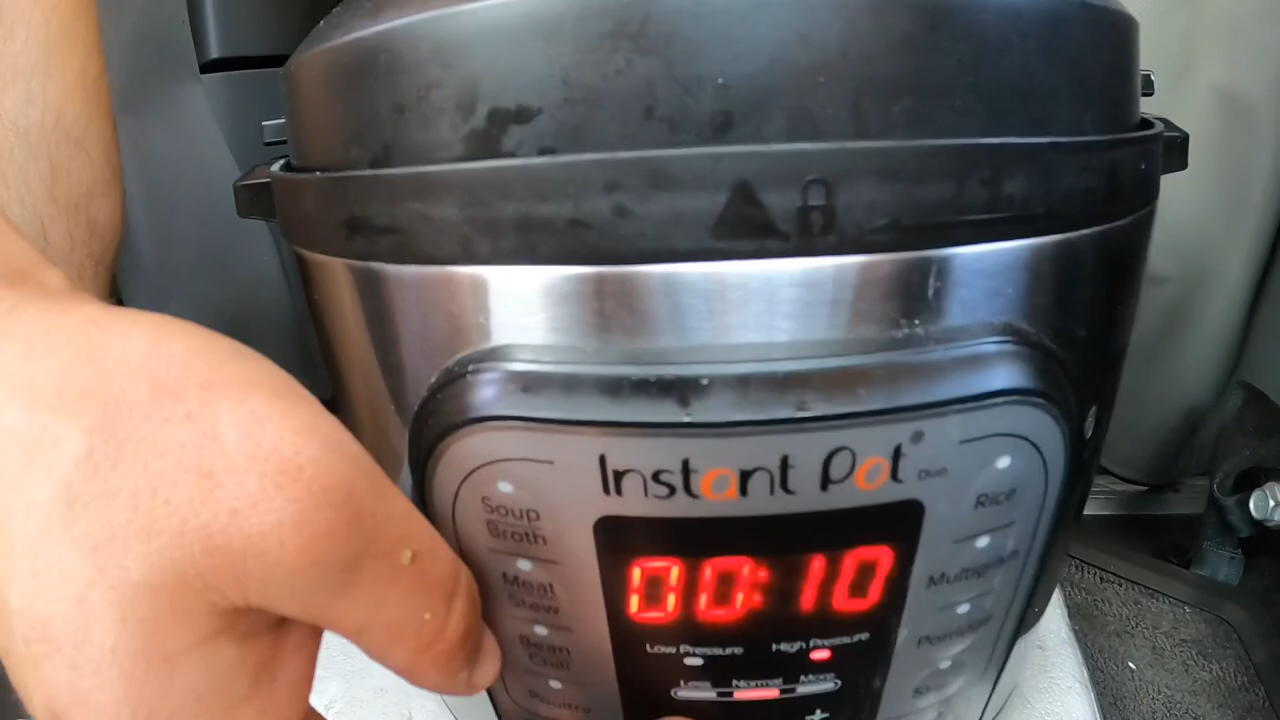 Instant Pot®
Duo
Soup
Broth
Meat
Stew
Bean
Chili
Poultry
00:10
Low Pressure
High Pressure
Less
Normal
More
+
Rice
Multigrain
Porridge